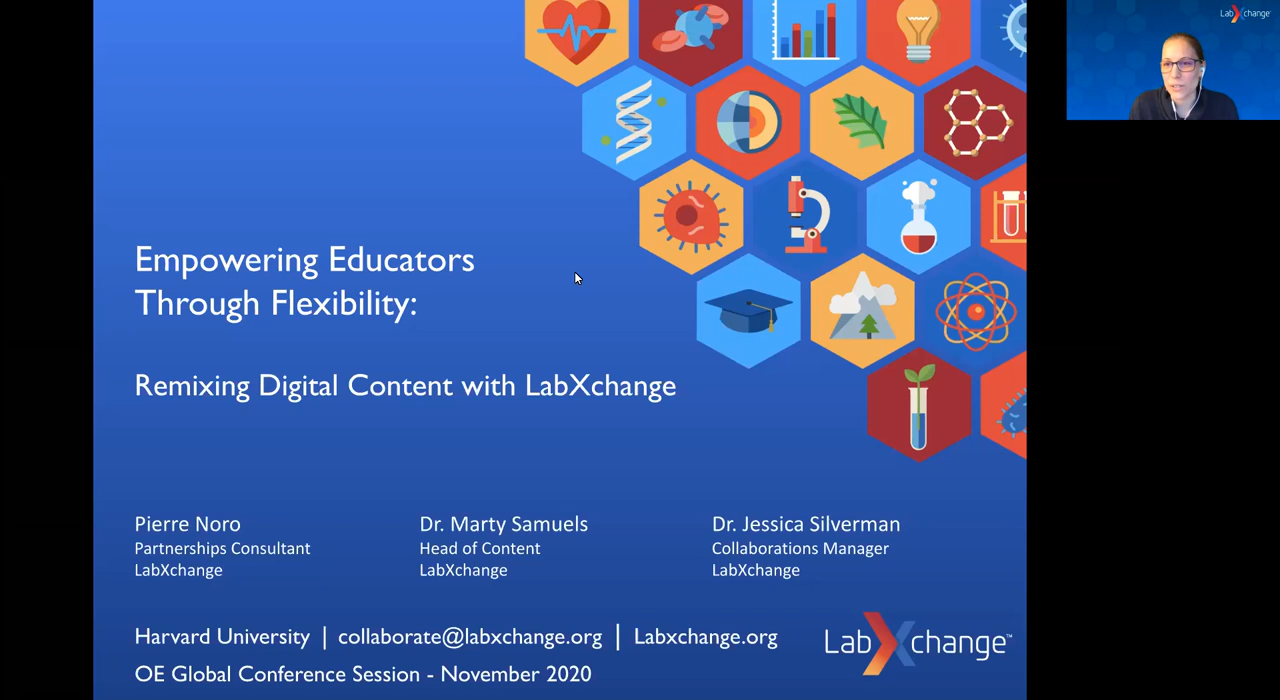 LabXchange
Empowering Educators
Through Flexibility:
Remixing Digital Content with LabXchange
Pierre Noro
Partnerships Consultant
LabXchange
Dr. Marty Samuels
Head of Content
LabXchange
Dr. Jessica Silverman
Collaborations Manager
LabXchange
Harvard University | collaborate@labxchange.org | Labxchange.org
LabXchange™
OE Global Conference Session - November 2020